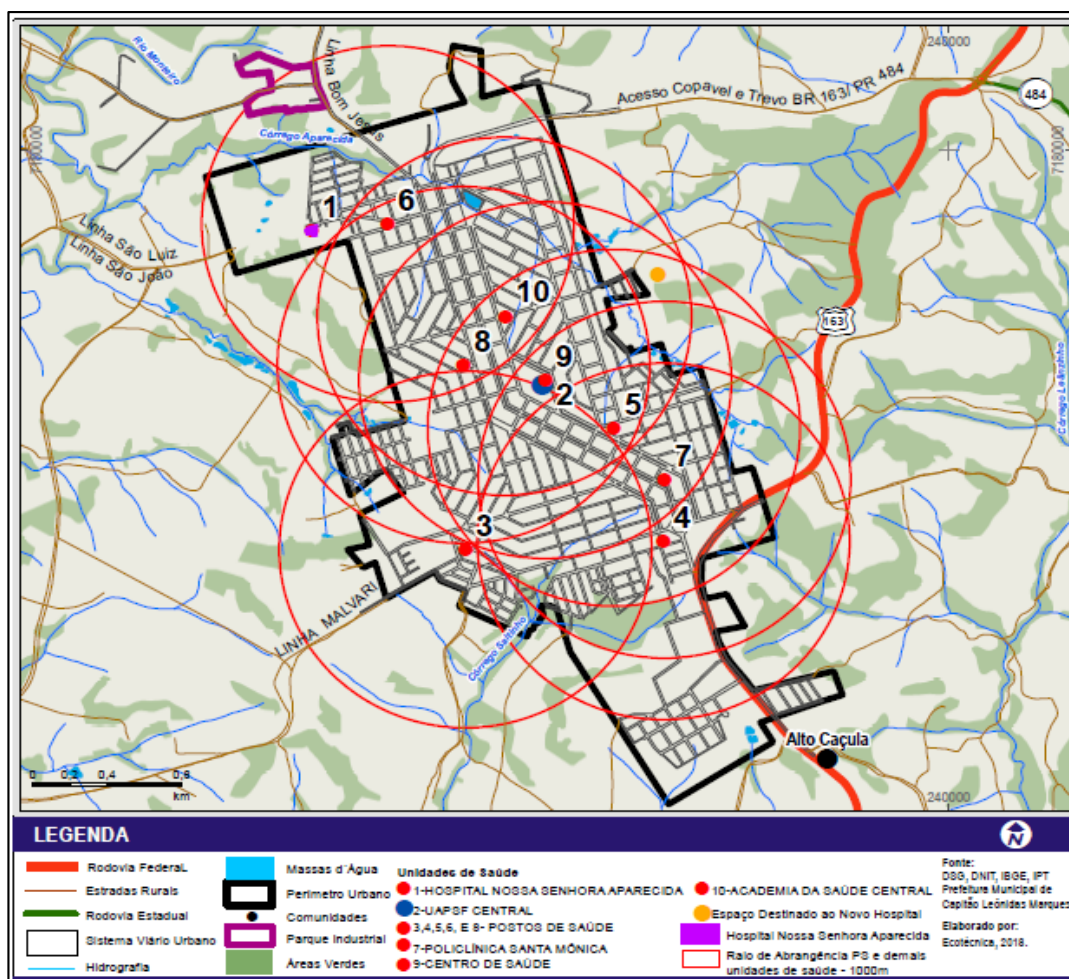 240000
Rio Monteiro
Linha Bom Jesus
Acesso Copavel e Trevo BR 163/ PR 484
484
Córrego Aparecida
7180000
7180000
1
6
Linha São Luiz
Linha São João
10
163
8
9
2
5
Córrego Leãozinho
7
3
4
LINHA MALVARI
Córrego Saltinho
Alto Caçula
0 0,2 0,4 0,8
km
240000
LEGENDA
N
Rodovia Federal
Estradas Rurais
Rodovia Estadual
Sistema Viário Urbano
Hidrografia
Massas d´Água
Perímetro Urbano
Comunidades
Parque Industrial
Áreas Verdes
Unidades de Saúde
1-HOSPITAL NOSSA SENHORA APARECIDA
2-UAPSF CENTRAL
3,4,5,6, E 8- POSTOS DE SAÚDE
7-POLICLÍNICA SANTA MÔNICA
9-CENTRO DE SAÚDE
10-ACADEMIA DA SAÚDE CENTRAL
Espaço Destinado ao Novo Hospital
Hospital Nossa Senhora Aparecida
Raio de Abrangência PS e demais
unidades de saúde - 1000m
Fonte:
DSG, DNIT, IBGE, IPT
Prefeitura Municipal de
Capitão Leônidas Marques
Elaborado por:
Ecotécnica, 2018.